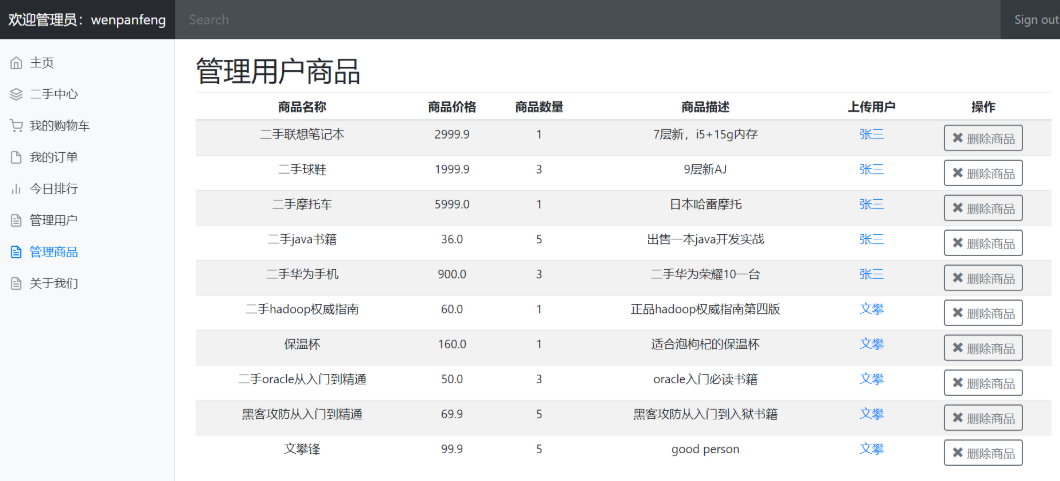 欢迎管理员：wenpanfeng Search Sign out
主页
二手中心
我的购物车
我的订单
今日排行
管理用户
管理商品
关于我们
管理用户商品
商品名称 商品价格 商品数量 商品描述 上传用户 操作
二手联想笔记本 2999.9 1 7层新，i5+15g内存 张三 删除商品
二手球鞋 1999.9 3 9层新AJ 张三 删除商品
二手摩托车 5999.0 1 日本哈雷摩托 张三 删除商品
二手java书籍 36.0 5 出售一本java开发实战 张三 删除商品
二手华为手机 900.0 3 二手华为荣耀10一台 张三 删除商品
二手hadoop权威指南 60.0 1 正品hadoop权威指南第四版 文攀 删除商品
保温杯 160.0 1 适合泡枸杞的保温杯 文攀 删除商品
二手oracle从入门到精通 50.0 3 oracle入门必读书籍 文攀 删除商品
黑客攻防从入门到精通 69.9 5 黑客攻防从入门到入狱书籍 文攀 删除商品
文攀锋 99.9 5 good person 文攀 删除商品